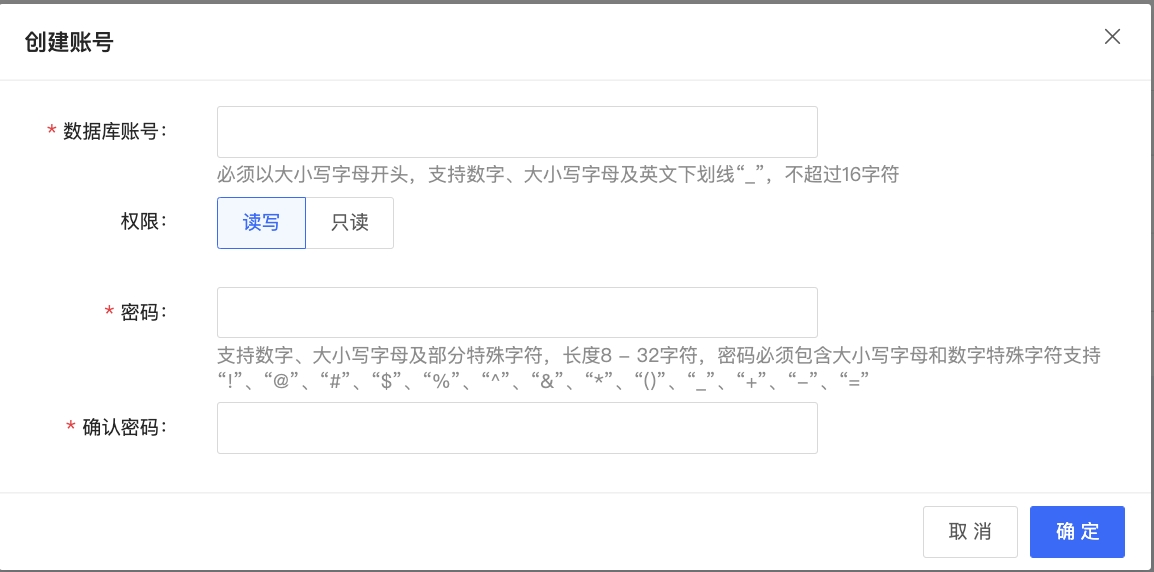 创建账号
* 数据库账号：
必须以大小写字母开头，支持数字、大小写字母及英文下划线“_”，不超过16字符
权限： 读写 只读
* 密码：
支持数字、大小写字母及部分特殊字符，长度8 – 32字符，密码必须包含大小写字母和数字特殊字符支持
“!”、“@”、“#”、“$”、“%”、“^”、“&”、“*”、“()”、“_”、“+”、“–”、“=”
* 确认密码：
取 消 确 定